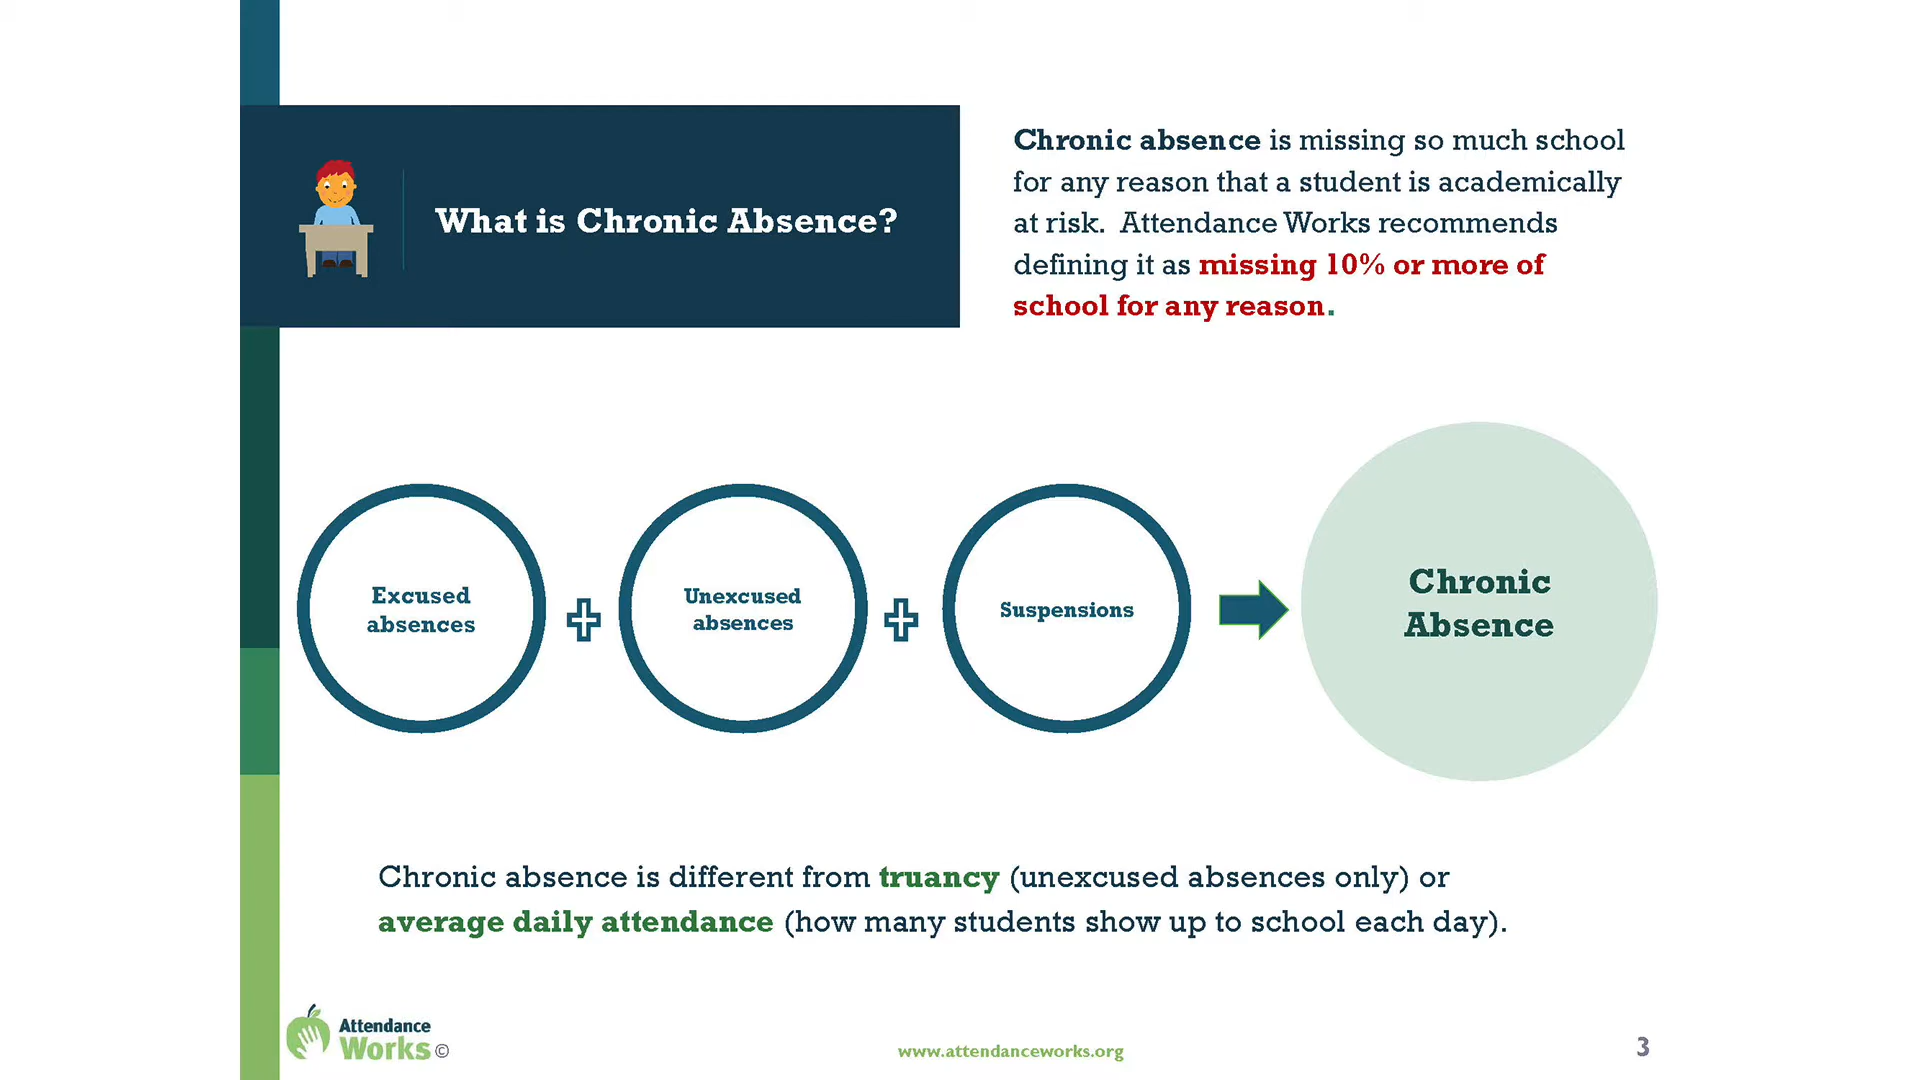 What is Chronic Absence?
Chronic absence is missing so much school
for any reason that a student is academically
at risk.  Attendance Works recommends
defining it as missing 10% or more of
school for any reason.
Excused
absences
Unexcused
absences
Suspensions
Chronic
Absence
Chronic absence is different from truancy (unexcused absences only) or
average daily attendance (how many students show up to school each day).
Attendance
Works ©
www.attendanceworks.org
3